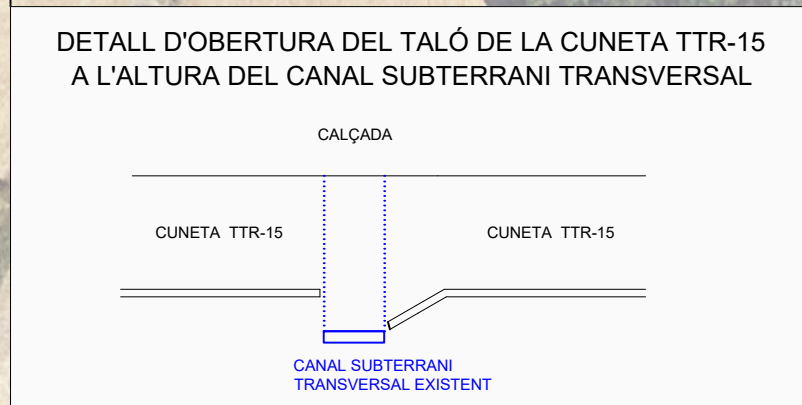 DETALL D'OBERTURA DEL TALÓ DE LA CUNETA TTR-15
A L'ALTURA DEL CANAL SUBTERRANI TRANSVERSAL
CALÇADA
CUNETA TTR-15
CUNETA TTR-15
CANAL SUBTERRANI
TRANSVERSAL EXISTENT